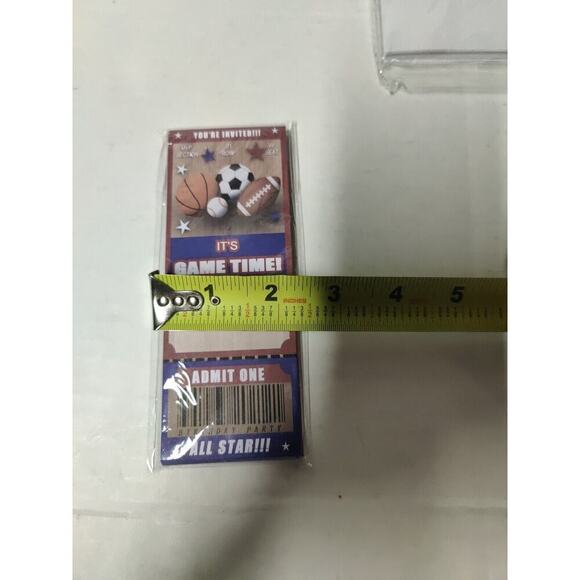 YOU'RE INVITED!!!
IT'S
GAME TIME!
1 2 INCHES 3 4 5
ADMIT ONE
BIRTHDAY PARTY
ALL STAR!!!